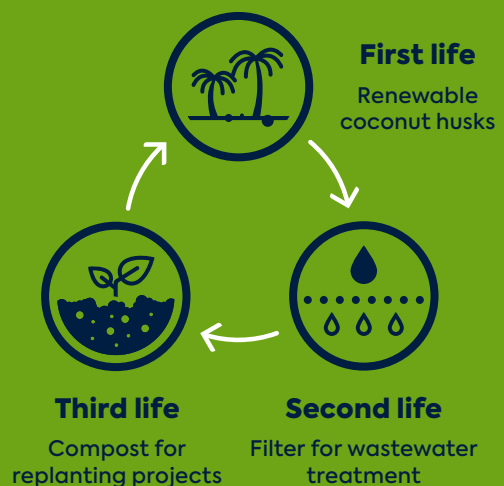 First life
Renewable
coconut husks
Second life
Filter for wastewater
treatment
Third life
Compost for
replanting projects